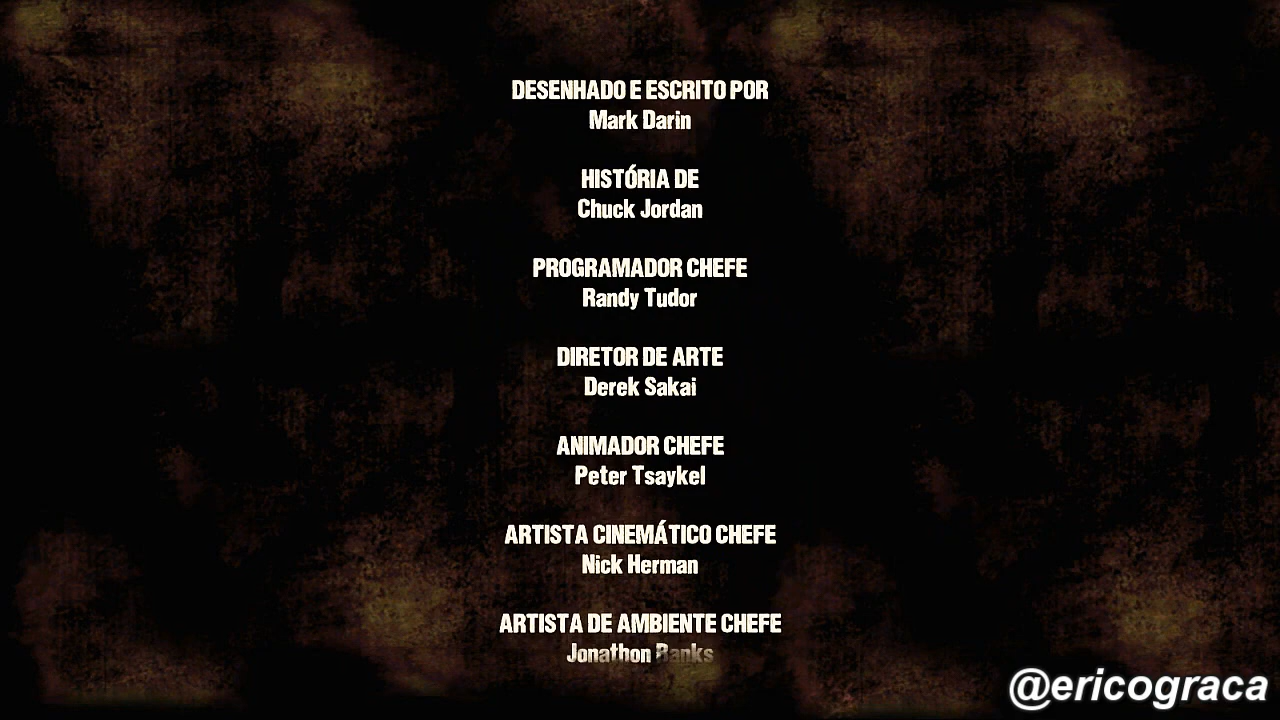 DESENHADO E ESCRITO POR
Mark Darin
HISTÓRIA DE
Chuck Jordan
PROGRAMADOR CHEFE
Randy Tudor
DIRETOR DE ARTE
Derek Sakai
ANIMADOR CHEFE
Peter Tsaykel
ARTISTA CINEMÁTICO CHEFE
Nick Herman
ARTISTA DE AMBIENTE CHEFE
Jonathon Banks
@ericograca